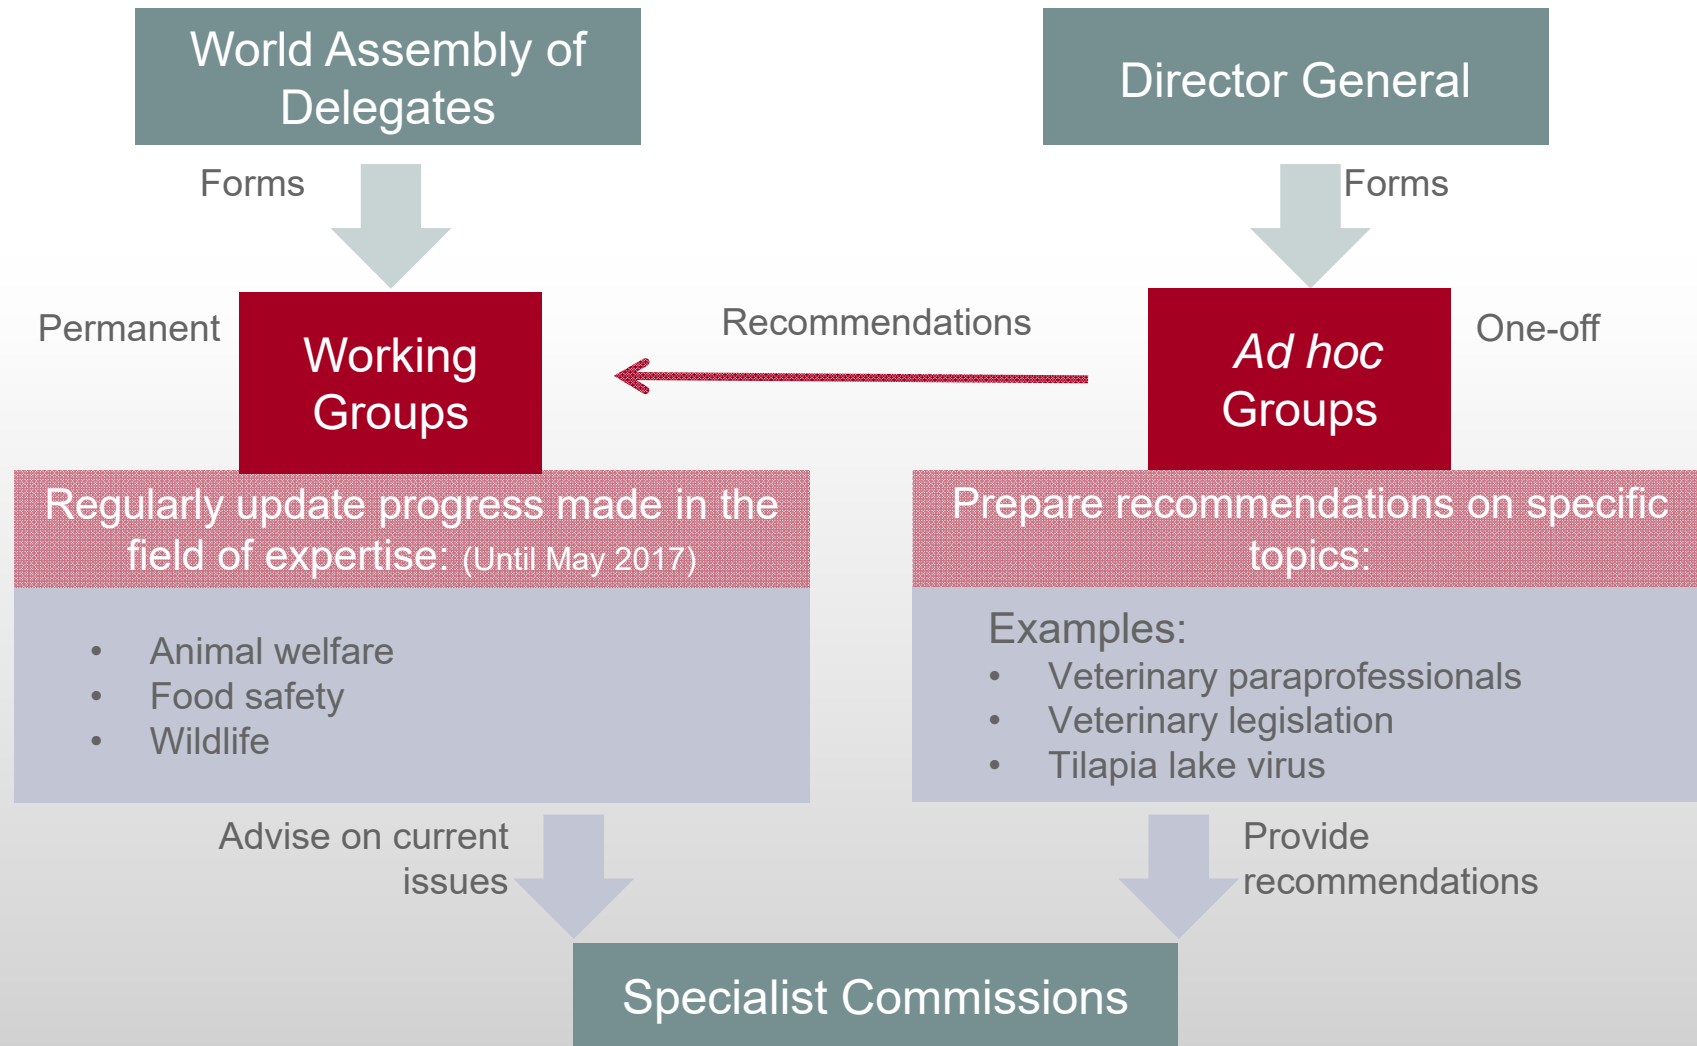 World Assembly of
Delegates
Director General
Forms
Forms
Permanent
Working
Groups
Recommendations
Ad hoc
Groups
One-off
Regularly update progress made in the
field of expertise: (Until May 2017)
• Animal welfare
• Food safety
• Wildlife
Prepare recommendations on specific
topics:
Examples:
• Veterinary paraprofessionals
• Veterinary legislation
• Tilapia lake virus
Advise on current
issues
Provide
recommendations
Specialist Commissions